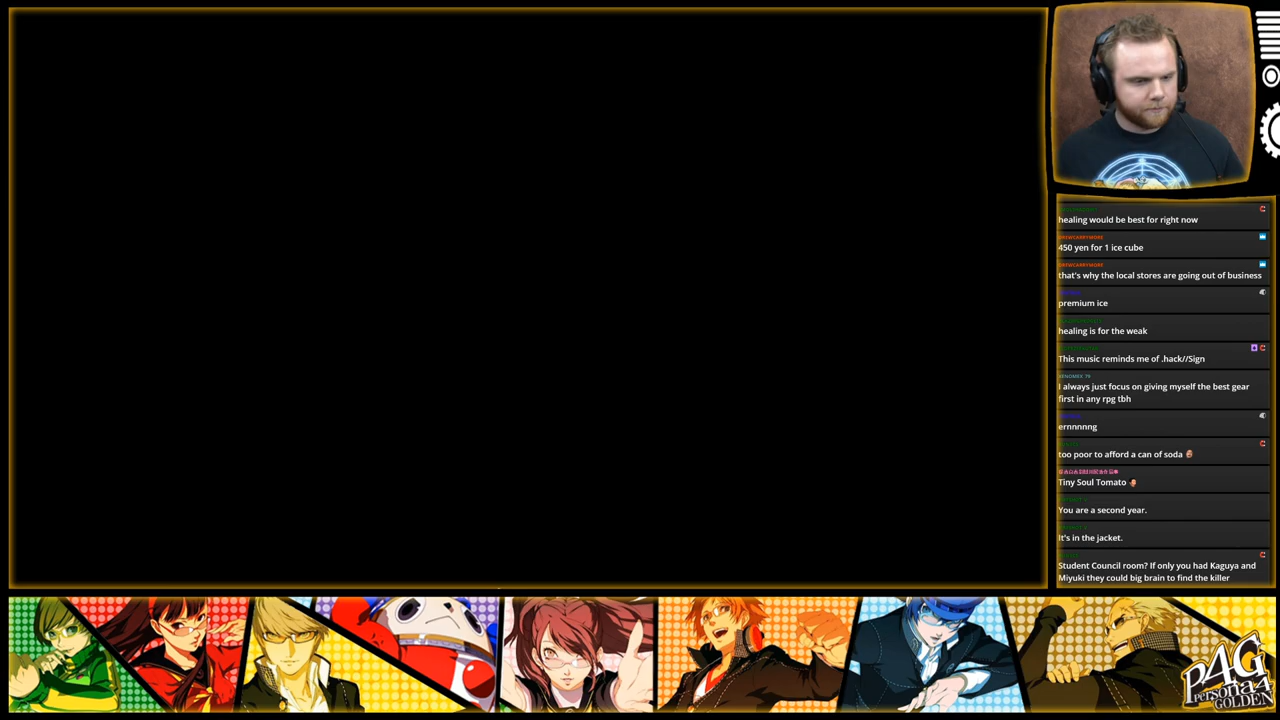 healing would be best for right now
DREWCAREYWORE
450 yen for 1 ice cube
DREWCAREYWORE
that's why the local stores are going out of business
premium ice
healing is for the weak
This music reminds me of .hack//Sign
I always just focus on giving myself the best gear
first in any rpg tbh
ernnnnng
too poor to afford a can of soda
Tiny Soul Tomato
You are a second year.
It's in the jacket.
Student Council room? If only you had Kaguya and
Miyuki they could big brain to find the killer
P4G
Persona4
GOLDEN